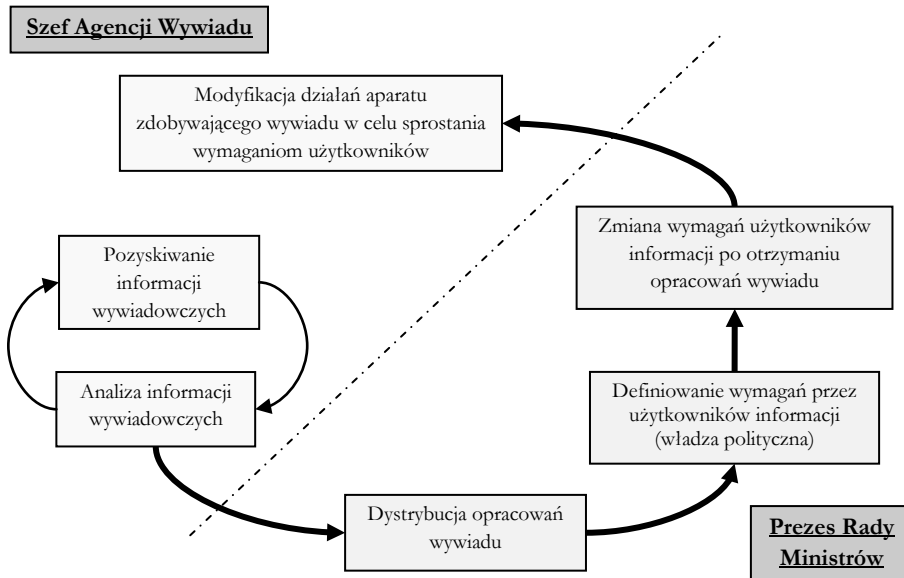 Szef Agencji Wywiadu
Modyfikacja działań aparatu
zdobywającego wywiadu w celu sprostania
wymaganiom użytkowników
Zmiana wymagań użytkowników
informacji po otrzymaniu
opracowań wywiadu
Pozyskiwanie
informacji
wywiadowczych
Analiza informacji
wywiadowczych
Definiowanie wymagań przez
użytkowników informacji
(władza polityczna)
Dystrybucja opracowań
wywiadu
Prezes Rady
Ministrów